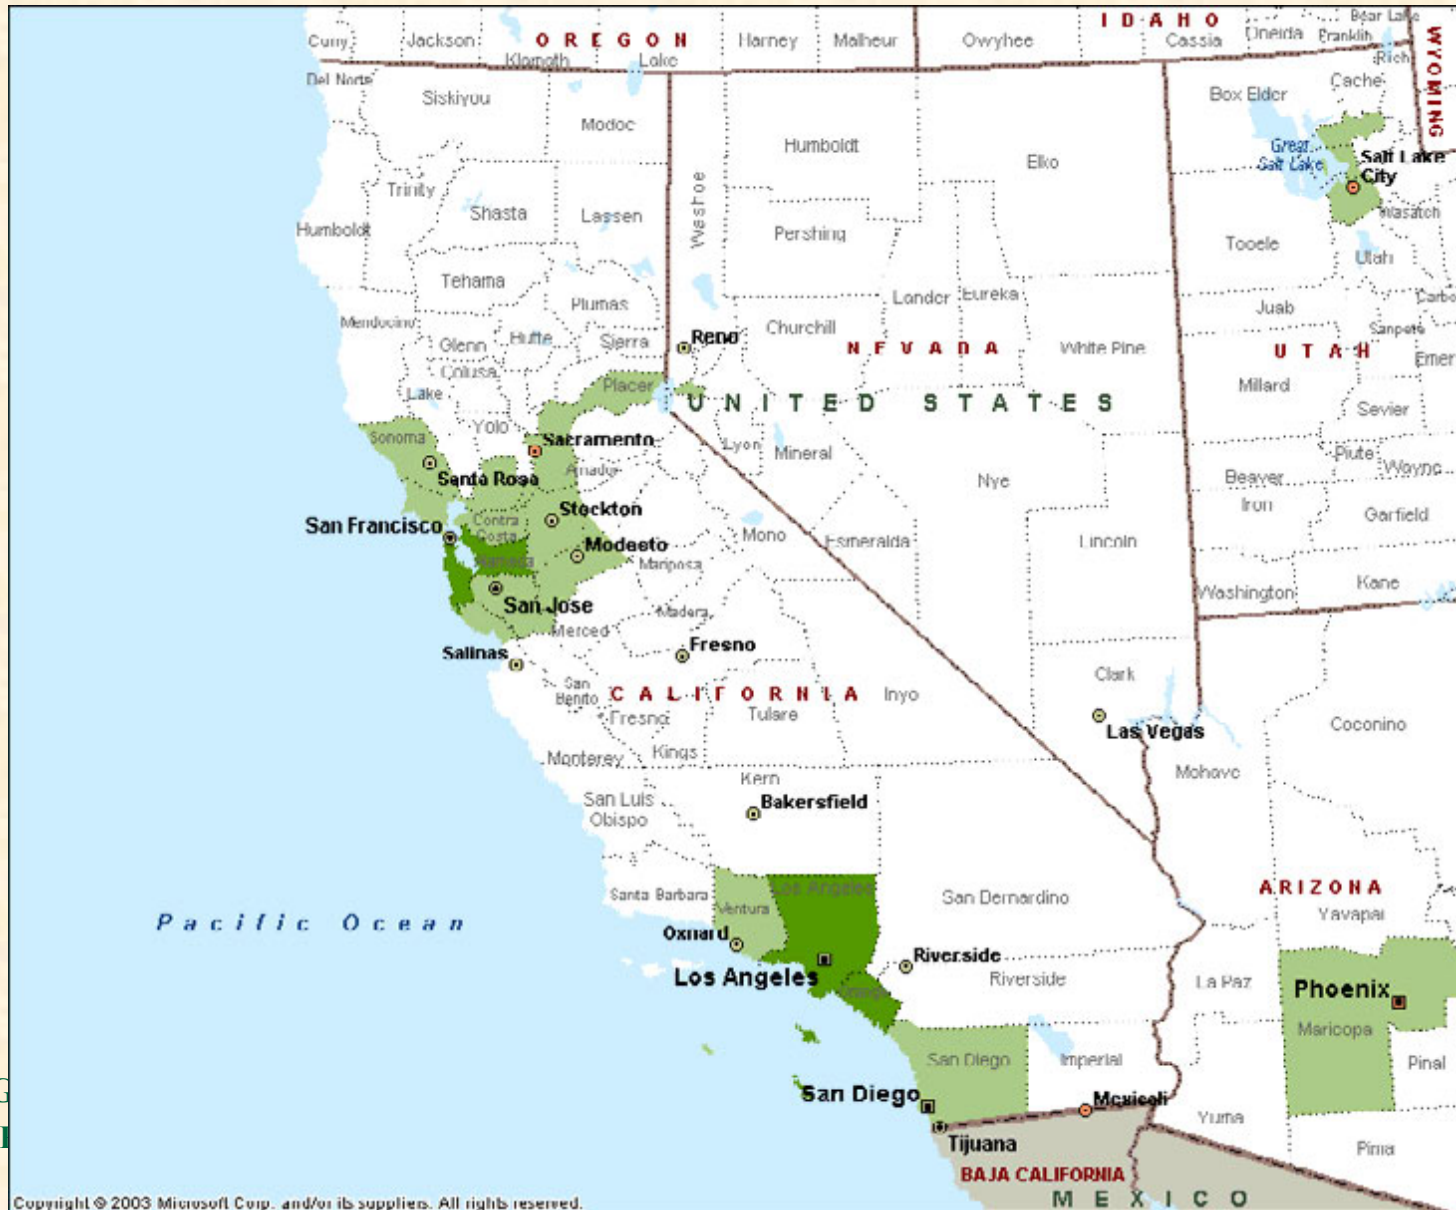 IDAHO
Bear Lake
Curry
Jackson
OREGON
Harney
Malheur
Owyhee
Cassia
Oneida
Franklin
Rich
WYOMING
Klamath
Lake
Del Norte
Siskiyou
Modoc
Box Elder
Cache
Humboldt
Elko
Great
Salt Lake
Salt Lake
City
Trinity
Shasta
Lassen
Washoe
Wasatch
Humboldt
Pershing
Tooele
Utah
Tehama
Plumas
Lander
Eureka
Juab
Carbo
Mendocino
Glenn
Butte
Sierra
Reno
Churchill
NEVADA
White Pine
UTAH
Sanpete
Emer
Colusa
Lake
Placer
UNITED STATES
Millard
Sevier
Sonoma
Yolo
Sacramento
Lyon
Mineral
Piute
Wayne
Santa Rosa
Amador
Nye
Beaver
Iron
Garfield
San Francisco
Contra
Costa
Stockton
Modesto
Mono
Esmeralda
Lincoln
Alameda
Mariposa
Washington
Kane
San Jose
Madera
Merced
Salinas
Fresno
San
Benito
CALIFORNIA
Inyo
Clark
Fresno
Tulare
Las Vegas
Coconino
Monterey
Kings
Mohave
Kern
San Luis
Obispo
Bakersfield
Santa Barbara
Ventura
Los Angeles
San Bernardino
ARIZONA
Yavapai
Pacific Ocean
Oxnard
Riverside
Los Angeles
Orange
Riverside
La Paz
Phoenix
Maricopa
San Diego
Imperial
Pinal
San Diego
Mexicali
Yuma
Tijuana
Pima
BAJA CALIFORNIA
MEXICO
Copyright © 2003 Microsoft Corp. and/or its suppliers. All rights reserved.